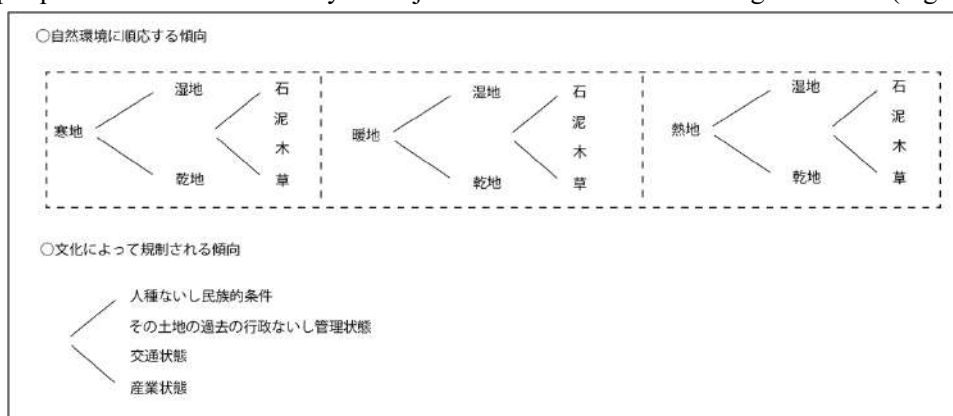 ○自然環境に順応する傾向
寒地
湿地
乾地
石
泥
木
草
暖地
湿地
乾地
石
泥
木
草
熱地
湿地
乾地
石
泥
木
草
○文化によって規制される傾向
人種ないし民族的条件
その土地の過去の行政ないし管理状態
交通状態
産業状態